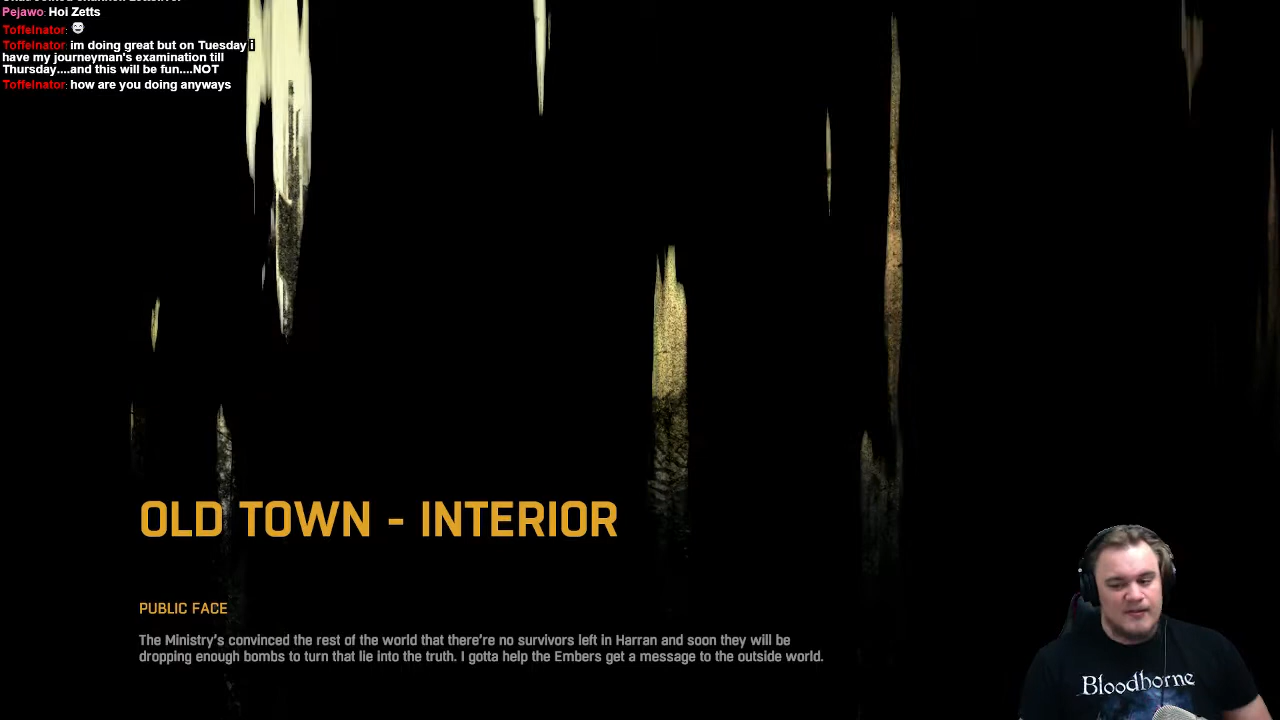 Pejawo: Hoi Zetts
Toffelnator: 😀
Toffelnator: im doing great but on Tuesday i
have my journeyman's examination till
Thursday....and this will be fun....NOT
Toffelnator: how are you doing anyways
OLD TOWN - INTERIOR
PUBLIC FACE
The Ministry's convinced the rest of the world that there're no survivors left in Harran and soon they will be
dropping enough bombs to turn that lie into the truth. I gotta help the Embers get a message to the outside world.
Bloodborne